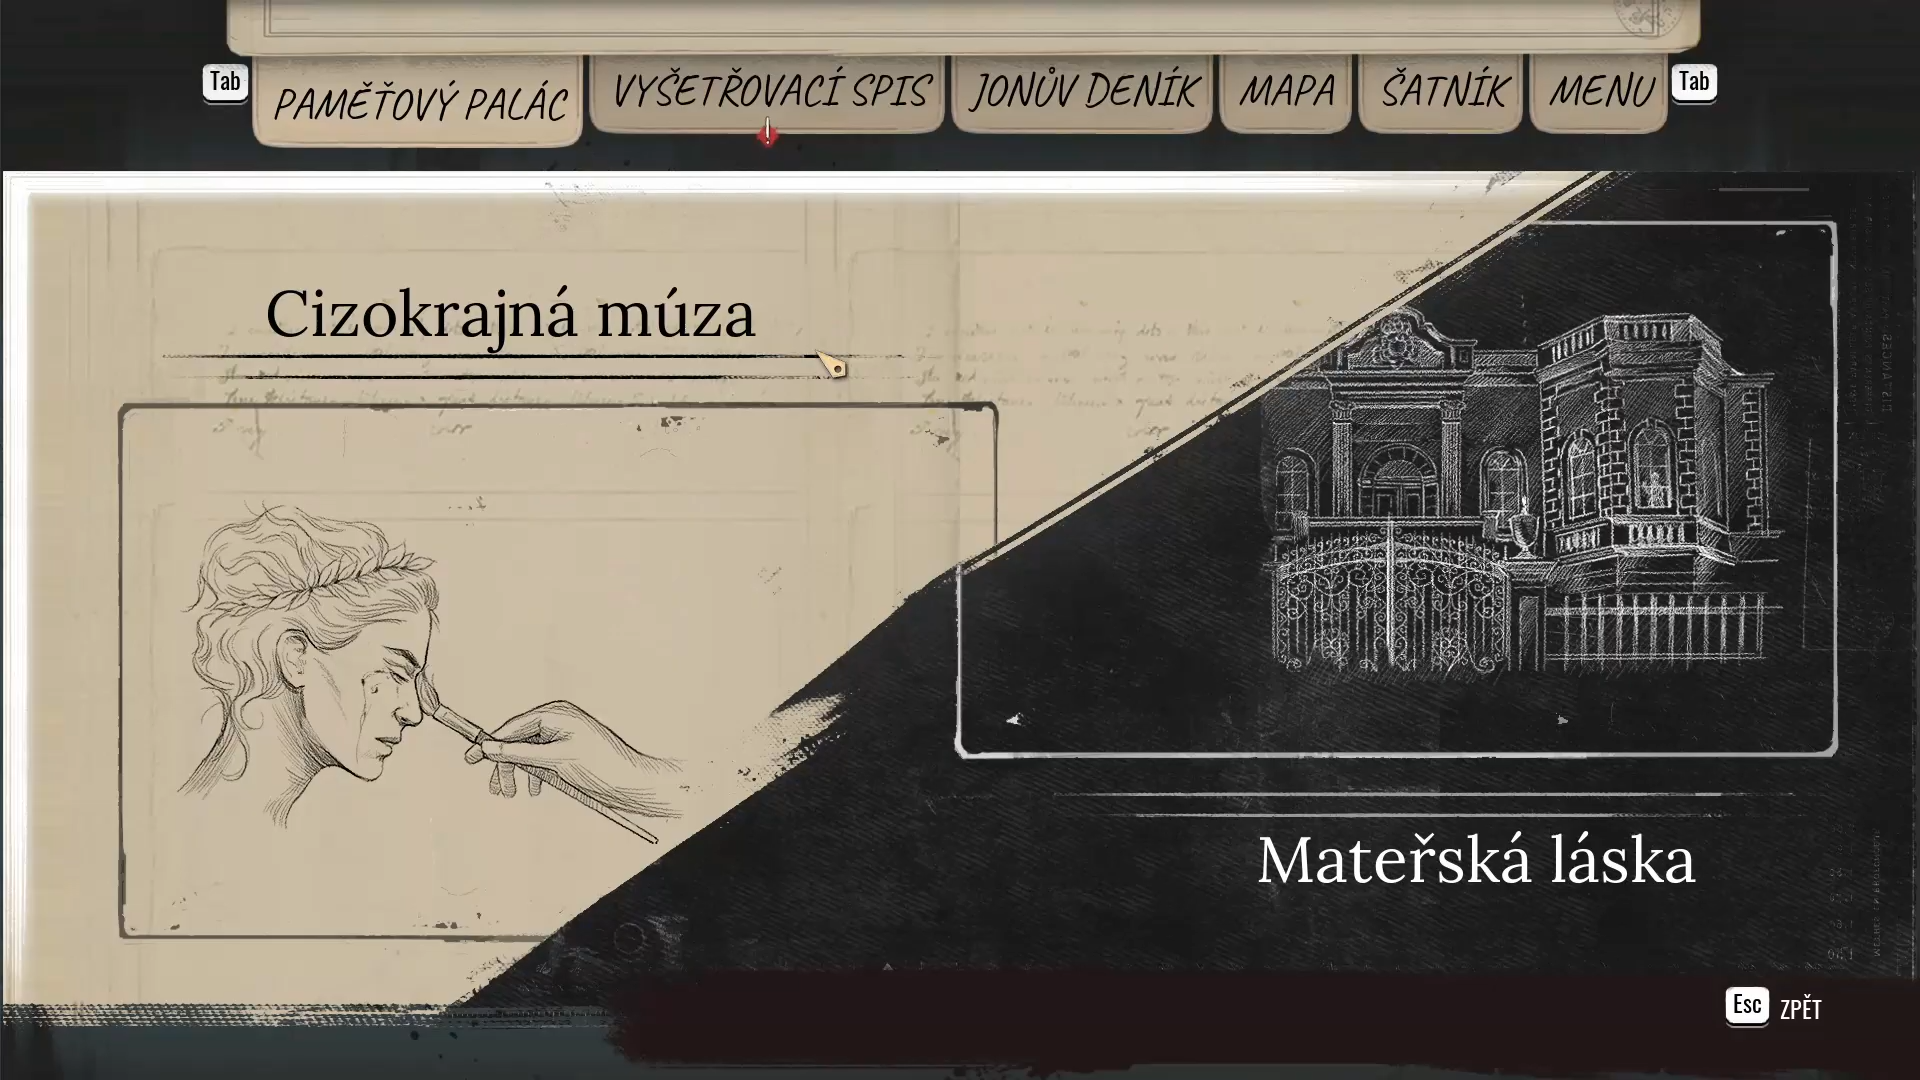 Tab
PAMĚŤOVÝ PALÁC
VYŠETŘOVACÍ SPIS
JONŮV DENÍK
MAPA
ŠATNÍK
MENU
Tab
Cizokrajná múza
Mateřská láska
Esc ZPĚT